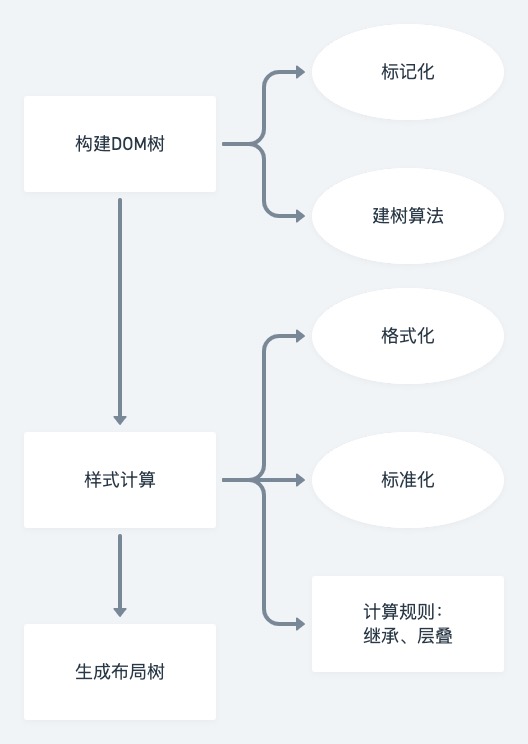 标记化
构建DOM树
建树算法
格式化
样式计算
标准化
计算规则：
继承、层叠
生成布局树